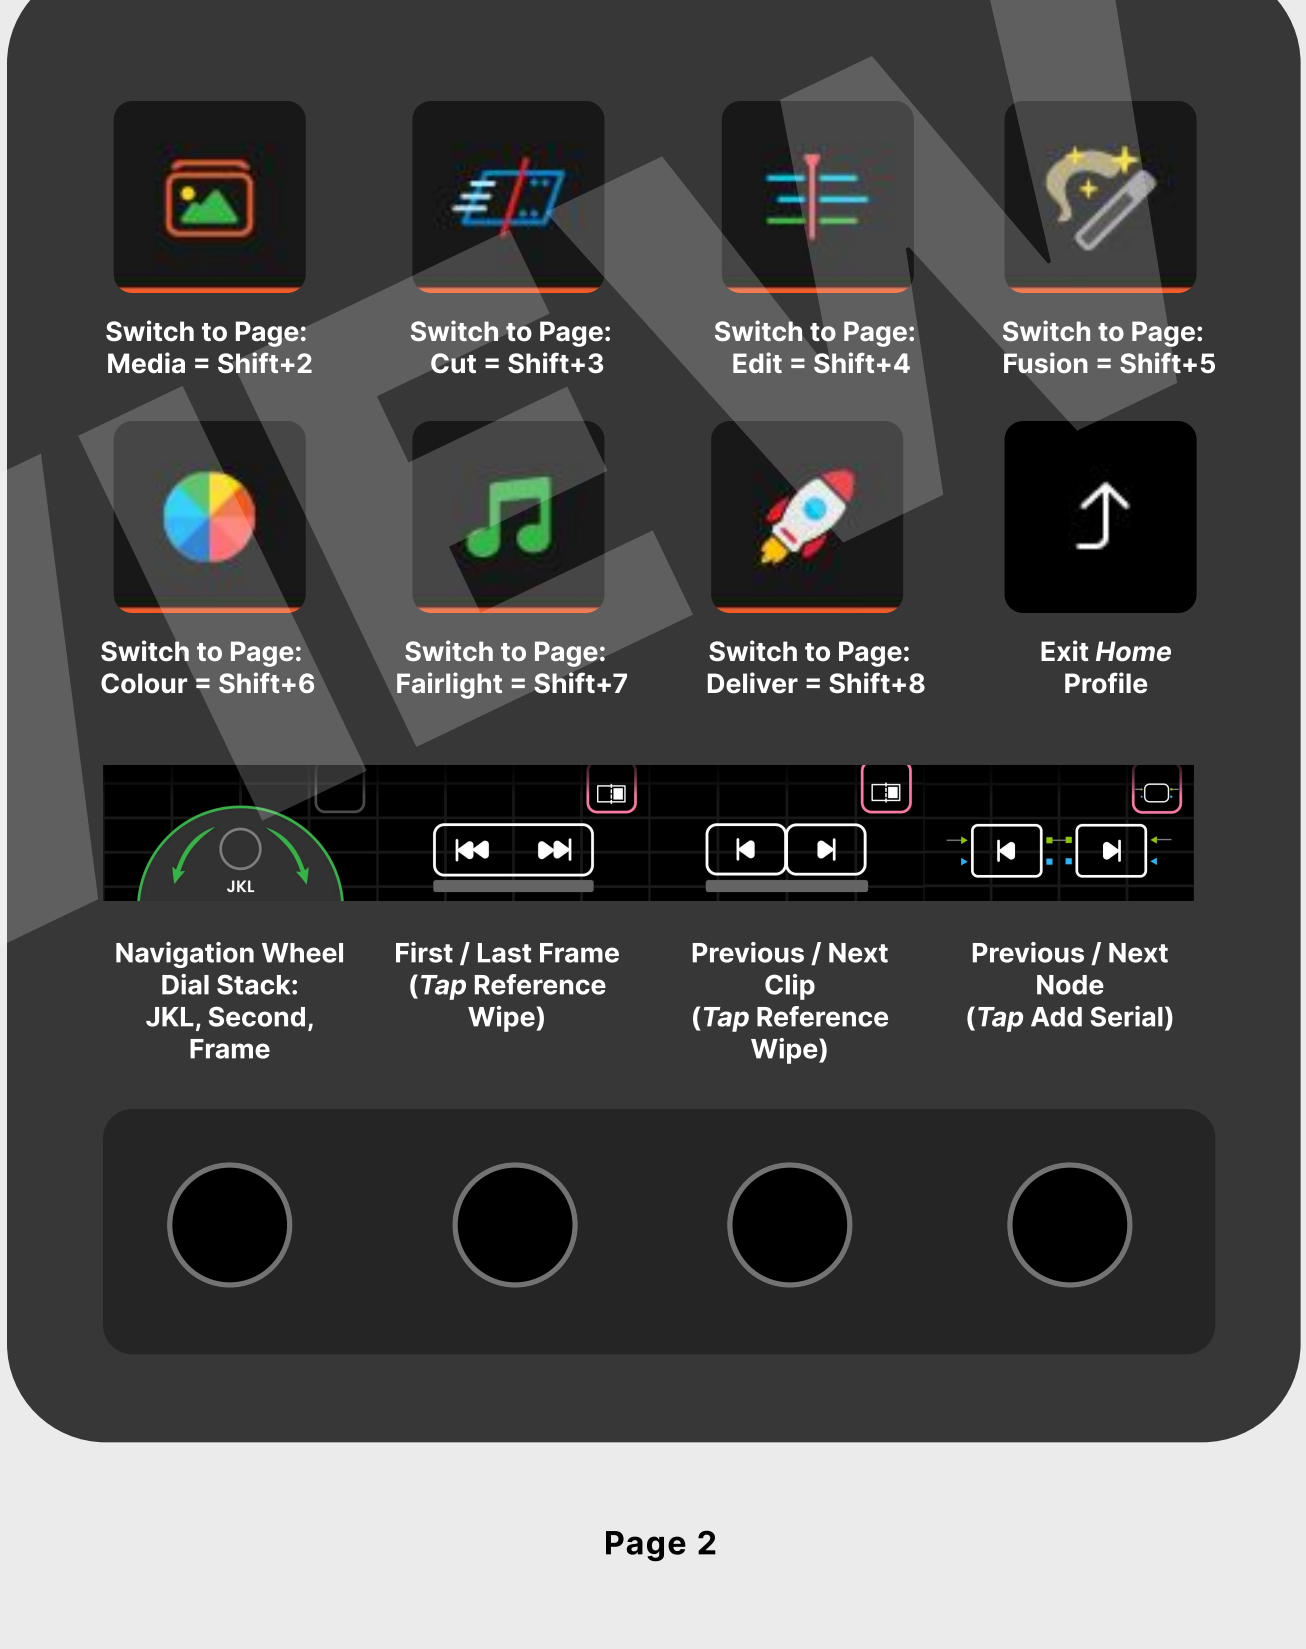 Switch to Page:
Media = Shift+2
Switch to Page:
Cut = Shift+3
Switch to Page:
Edit = Shift+4
Switch to Page:
Fusion = Shift+5
Switch to Page:
Colour = Shift+6
Switch to Page:
Fairlight = Shift+7
Switch to Page:
Deliver = Shift+8
Exit Home
Profile
JKL
Navigation Wheel
Dial Stack:
JKL, Second,
Frame
First / Last Frame
(Tap Reference
Wipe)
Previous / Next
Clip
(Tap Reference
Wipe)
Previous / Next
Node
(Tap Add Serial)
Page 2
IEW